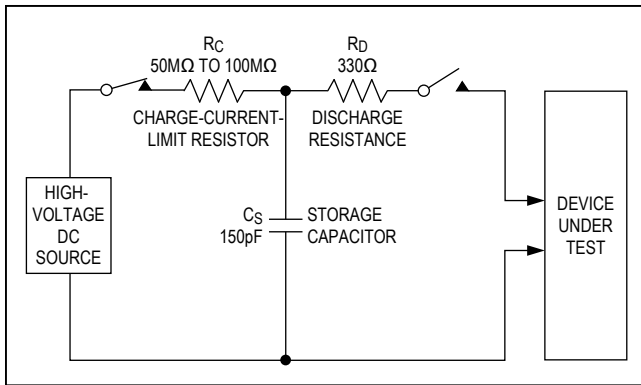 RC
50MΩ TO 100MΩ
CHARGE-CURRENT-
LIMIT RESISTOR
RD
330Ω
DISCHARGE
RESISTANCE
HIGH-
VOLTAGE
DC
SOURCE
CS
150pF
STORAGE
CAPACITOR
DEVICE
UNDER
TEST